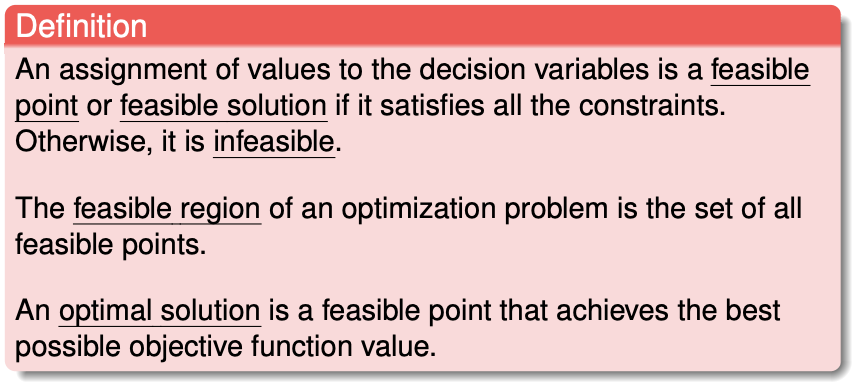 Definition
An assignment of values to the decision variables is a feasible
point or feasible solution if it satisfies all the constraints.
Otherwise, it is infeasible.
The feasible region of an optimization problem is the set of all
feasible points.
An optimal solution is a feasible point that achieves the best
possible objective function value.